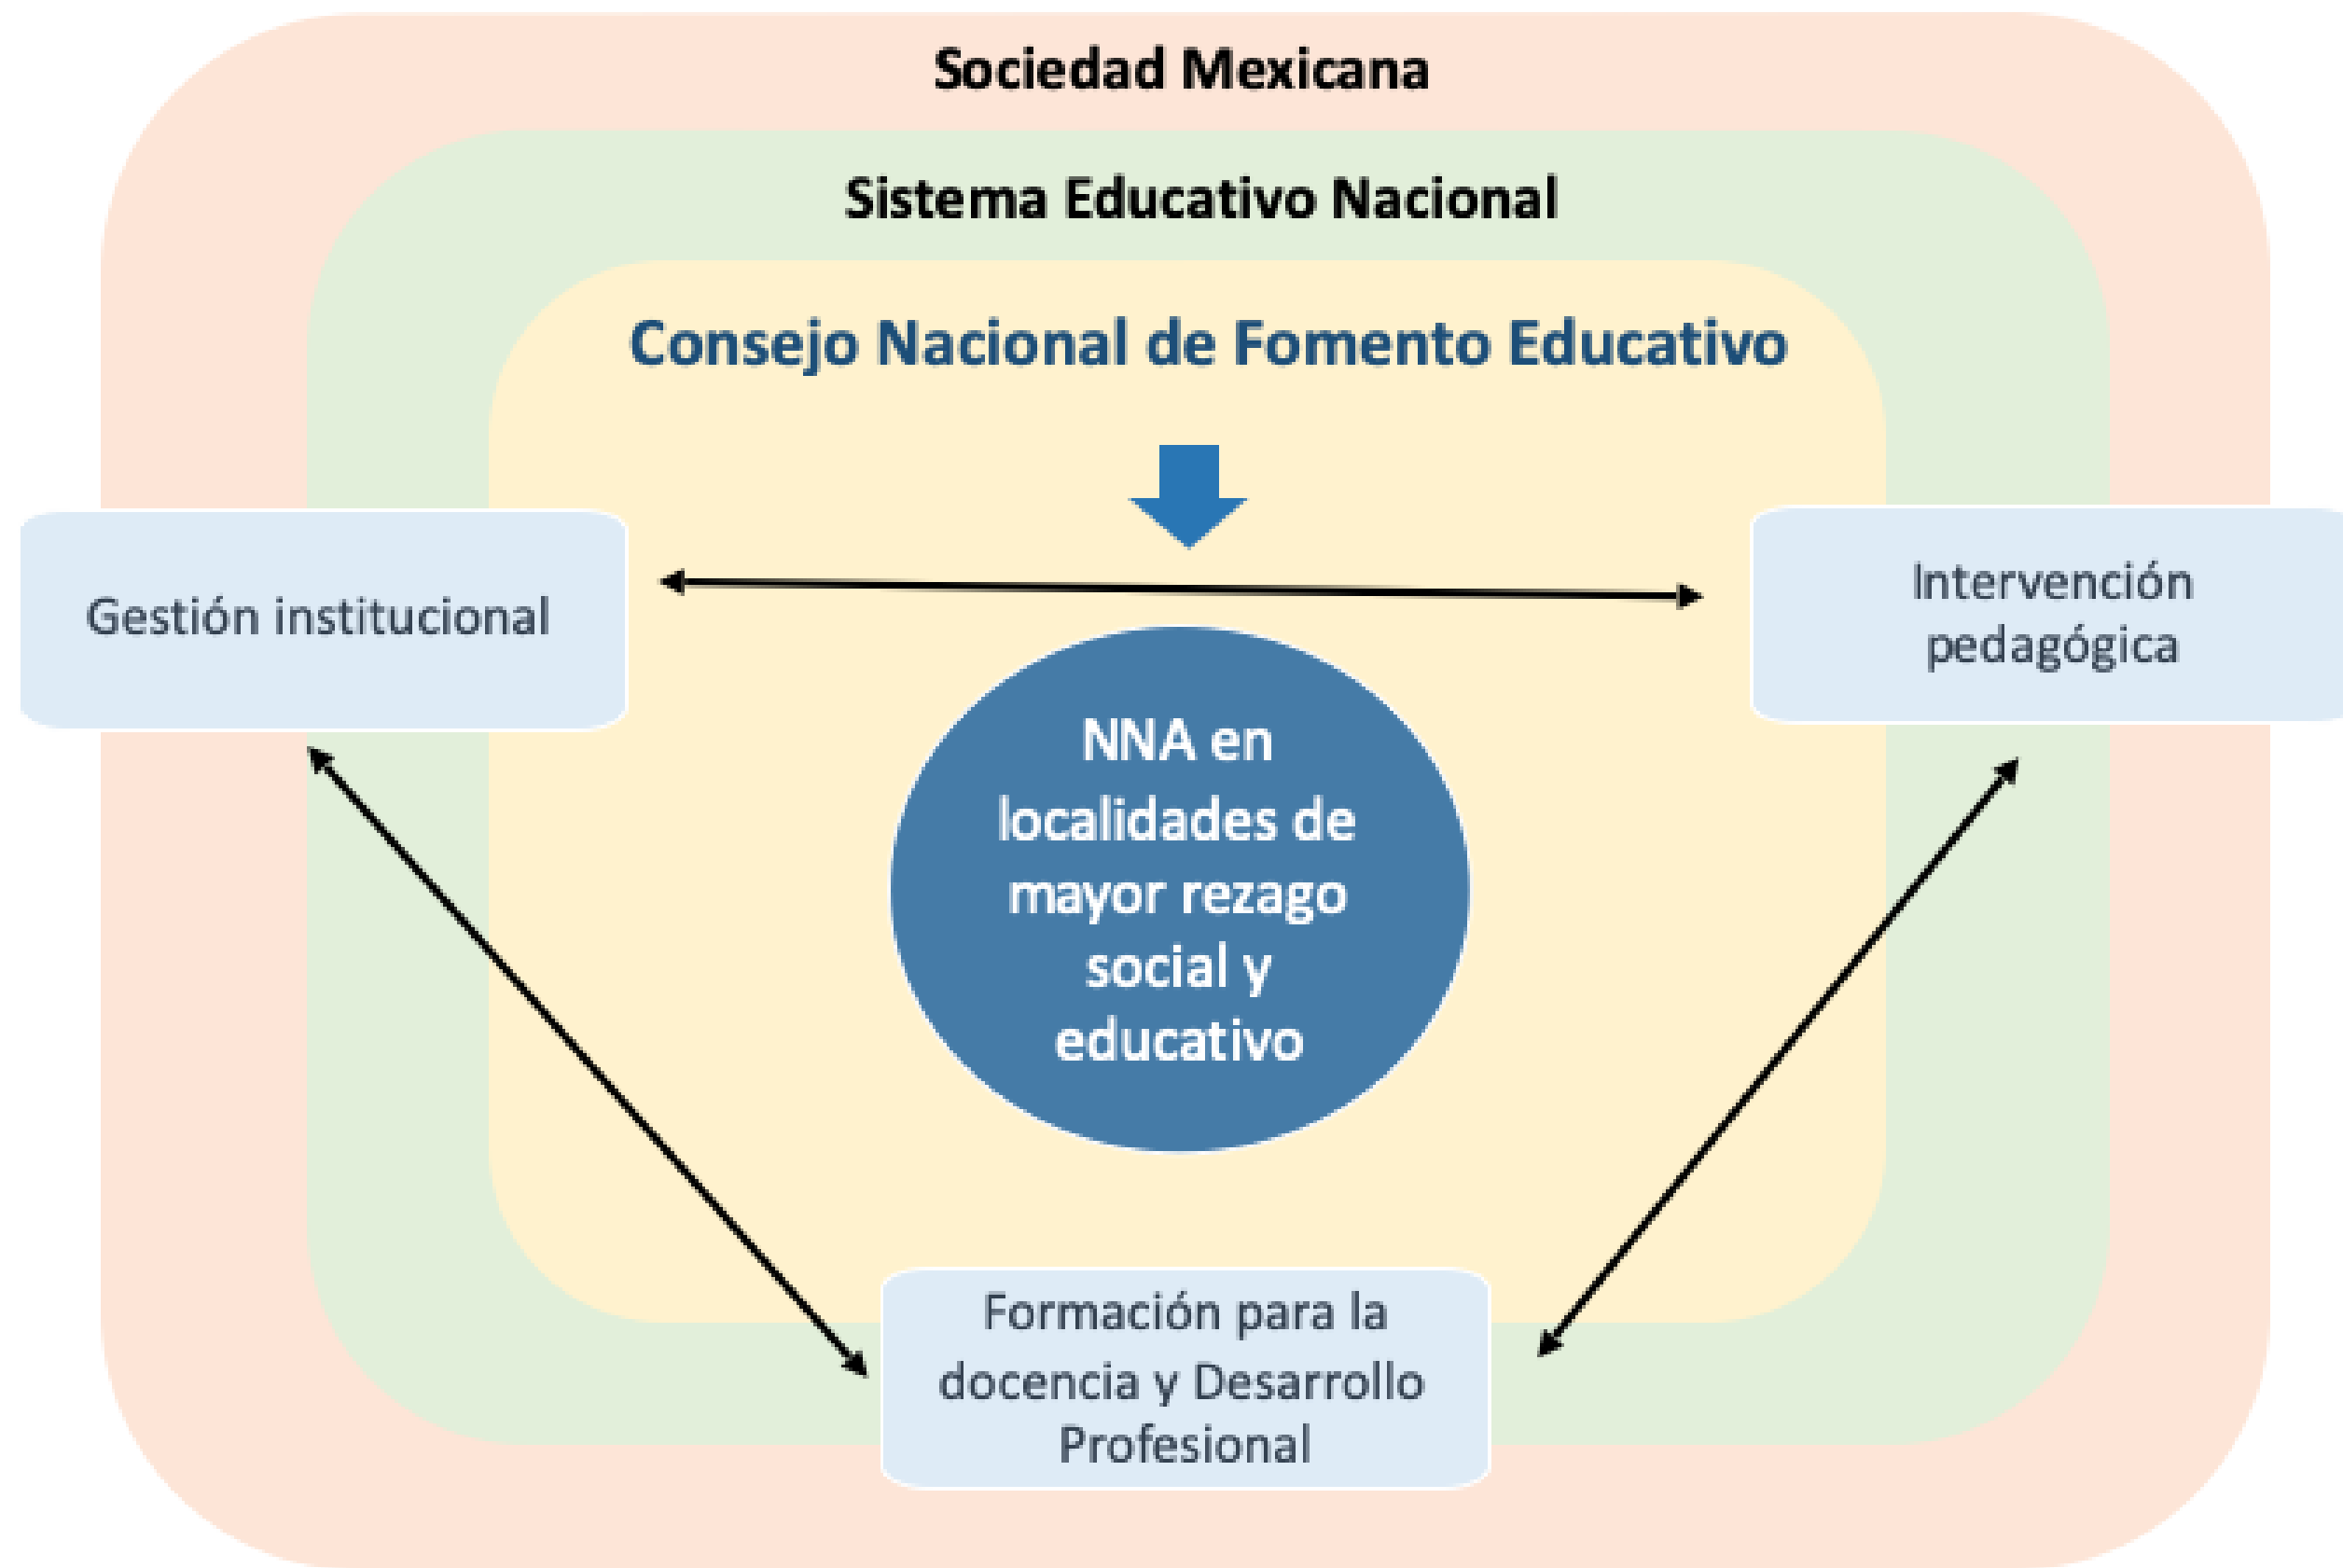 Sociedad Mexicana
Sistema Educativo Nacional
Consejo Nacional de Fomento Educativo
Gestión institucional
Intervención
pedagógica
NNA en
localidades de
mayor rezago
social y
educativo
Formación para la
docencia y Desarrollo
Profesional